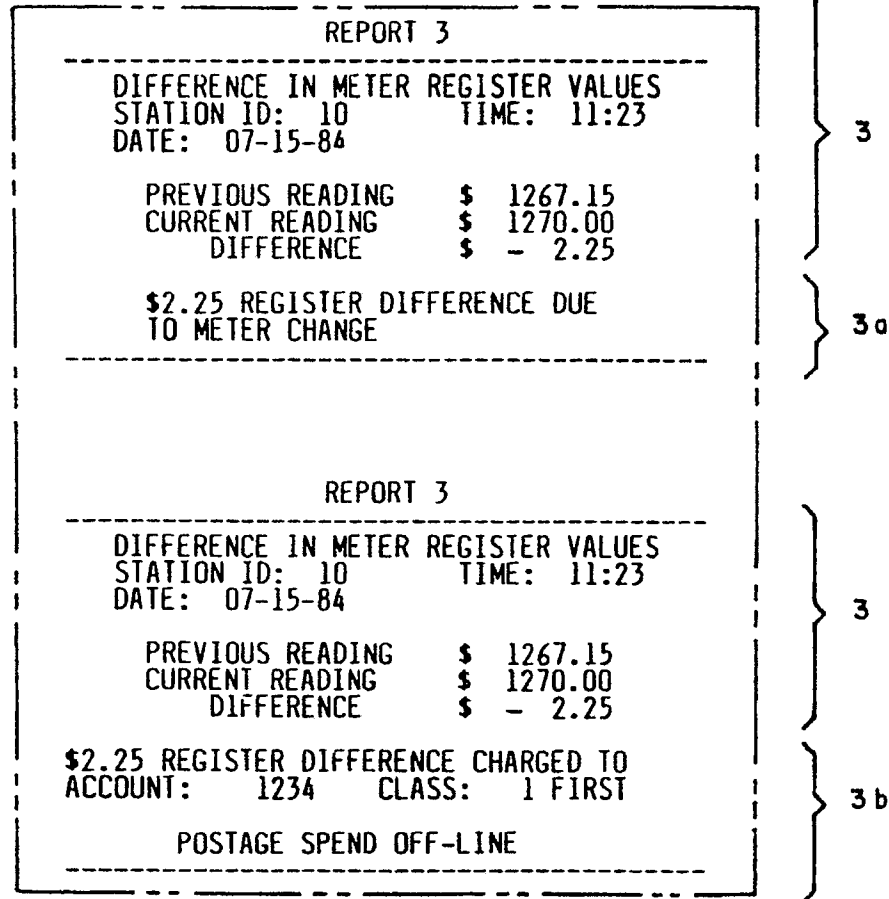 REPORT 3
DIFFERENCE IN METER REGISTER VALUES
STATION ID: 10 TIME: 11:23
DATE: 07-15-84
PREVIOUS READING $ 1267.15
CURRENT READING $ 1270.00
DIFFERENCE $ - 2.25
3
$2.25 REGISTER DIFFERENCE DUE
TO METER CHANGE
3a
REPORT 3
DIFFERENCE IN METER REGISTER VALUES
STATION ID: 10 TIME: 11:23
DATE: 07-15-84
3
PREVIOUS READING $ 1267.15
CURRENT READING $ 1270.00
DIFFERENCE $ - 2.25
$2.25 REGISTER DIFFERENCE CHARGED TO
ACCOUNT: 1234 CLASS: 1 FIRST
3b
POSTAGE SPEND OFF-LINE